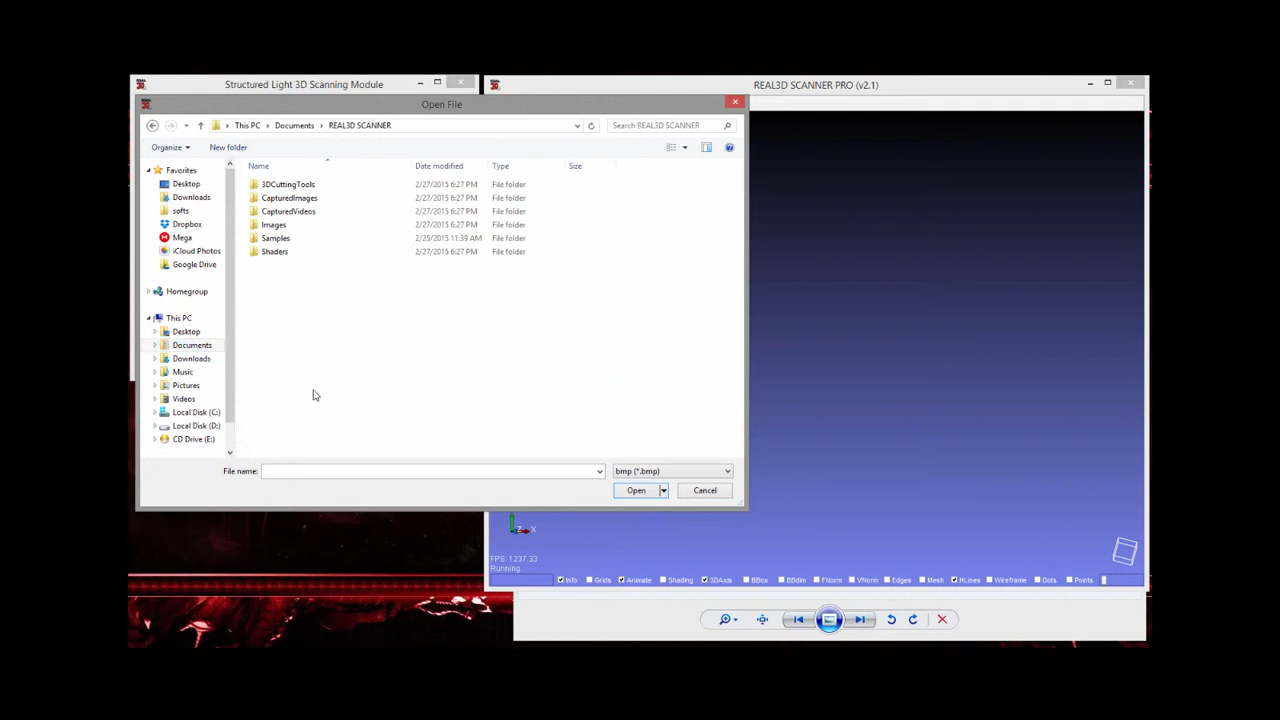 Structured Light 3D Scanning Module
REAL3D SCANNER PRO (v2.1)
Open File
This PC Documents REAL3D SCANNER
Search REAL3D SCANNER
Organize New folder
Name Date modified Type Size
Favorites
Desktop
Downloads
softs
Dropbox
Mega
iCloud Photos
Google Drive
Homegroup
This PC
Desktop
Documents
Downloads
Music
Pictures
Videos
Local Disk (C:)
Local Disk (D:)
CD Drive (E:)
3DCuttingTools 2/27/2015 6:27 PM File folder
CapturedImages 2/27/2015 6:27 PM File folder
CapturedVideos 2/27/2015 6:27 PM File folder
Images 2/27/2015 6:27 PM File folder
Samples 2/25/2015 11:39 AM File folder
Shaders 2/27/2015 6:27 PM File folder
File name: bmp (*.bmp)
Open Cancel
Z X
FPS: 1237.33
Running.
Info Grids Animate Shading 3DAxis BBox BBdim FNorm VNorm Edges Mesh HLines Wireframe Dots Points